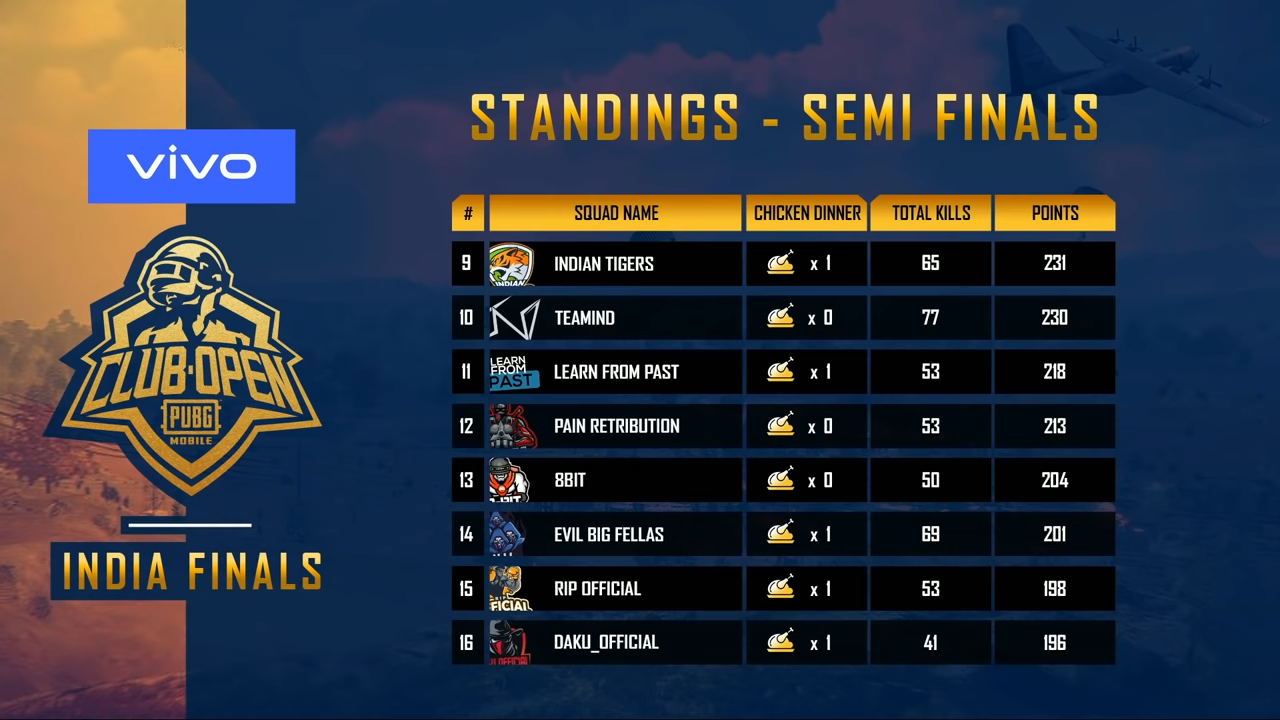 STANDINGS - SEMI FINALS
vivo
CLUB·OPEN
PUBG
MOBILE
INDIA FINALS
# SQUAD NAME CHICKEN DINNER TOTAL KILLS POINTS
9 INDIAN INDIAN TIGERS x 1 65 231
10 TEAMIND x 0 77 230
LEARN
FROM
PAST
11 LEARN FROM PAST x 1 53 218
12 PAIN RETRIBUTION x 0 53 213
13 8BIT x 0 50 204
14 EVIL BIG FELLAS x 1 69 201
15 RIP OFFICIAL x 1 53 198
16 DAKU_OFFICIAL x 1 41 196